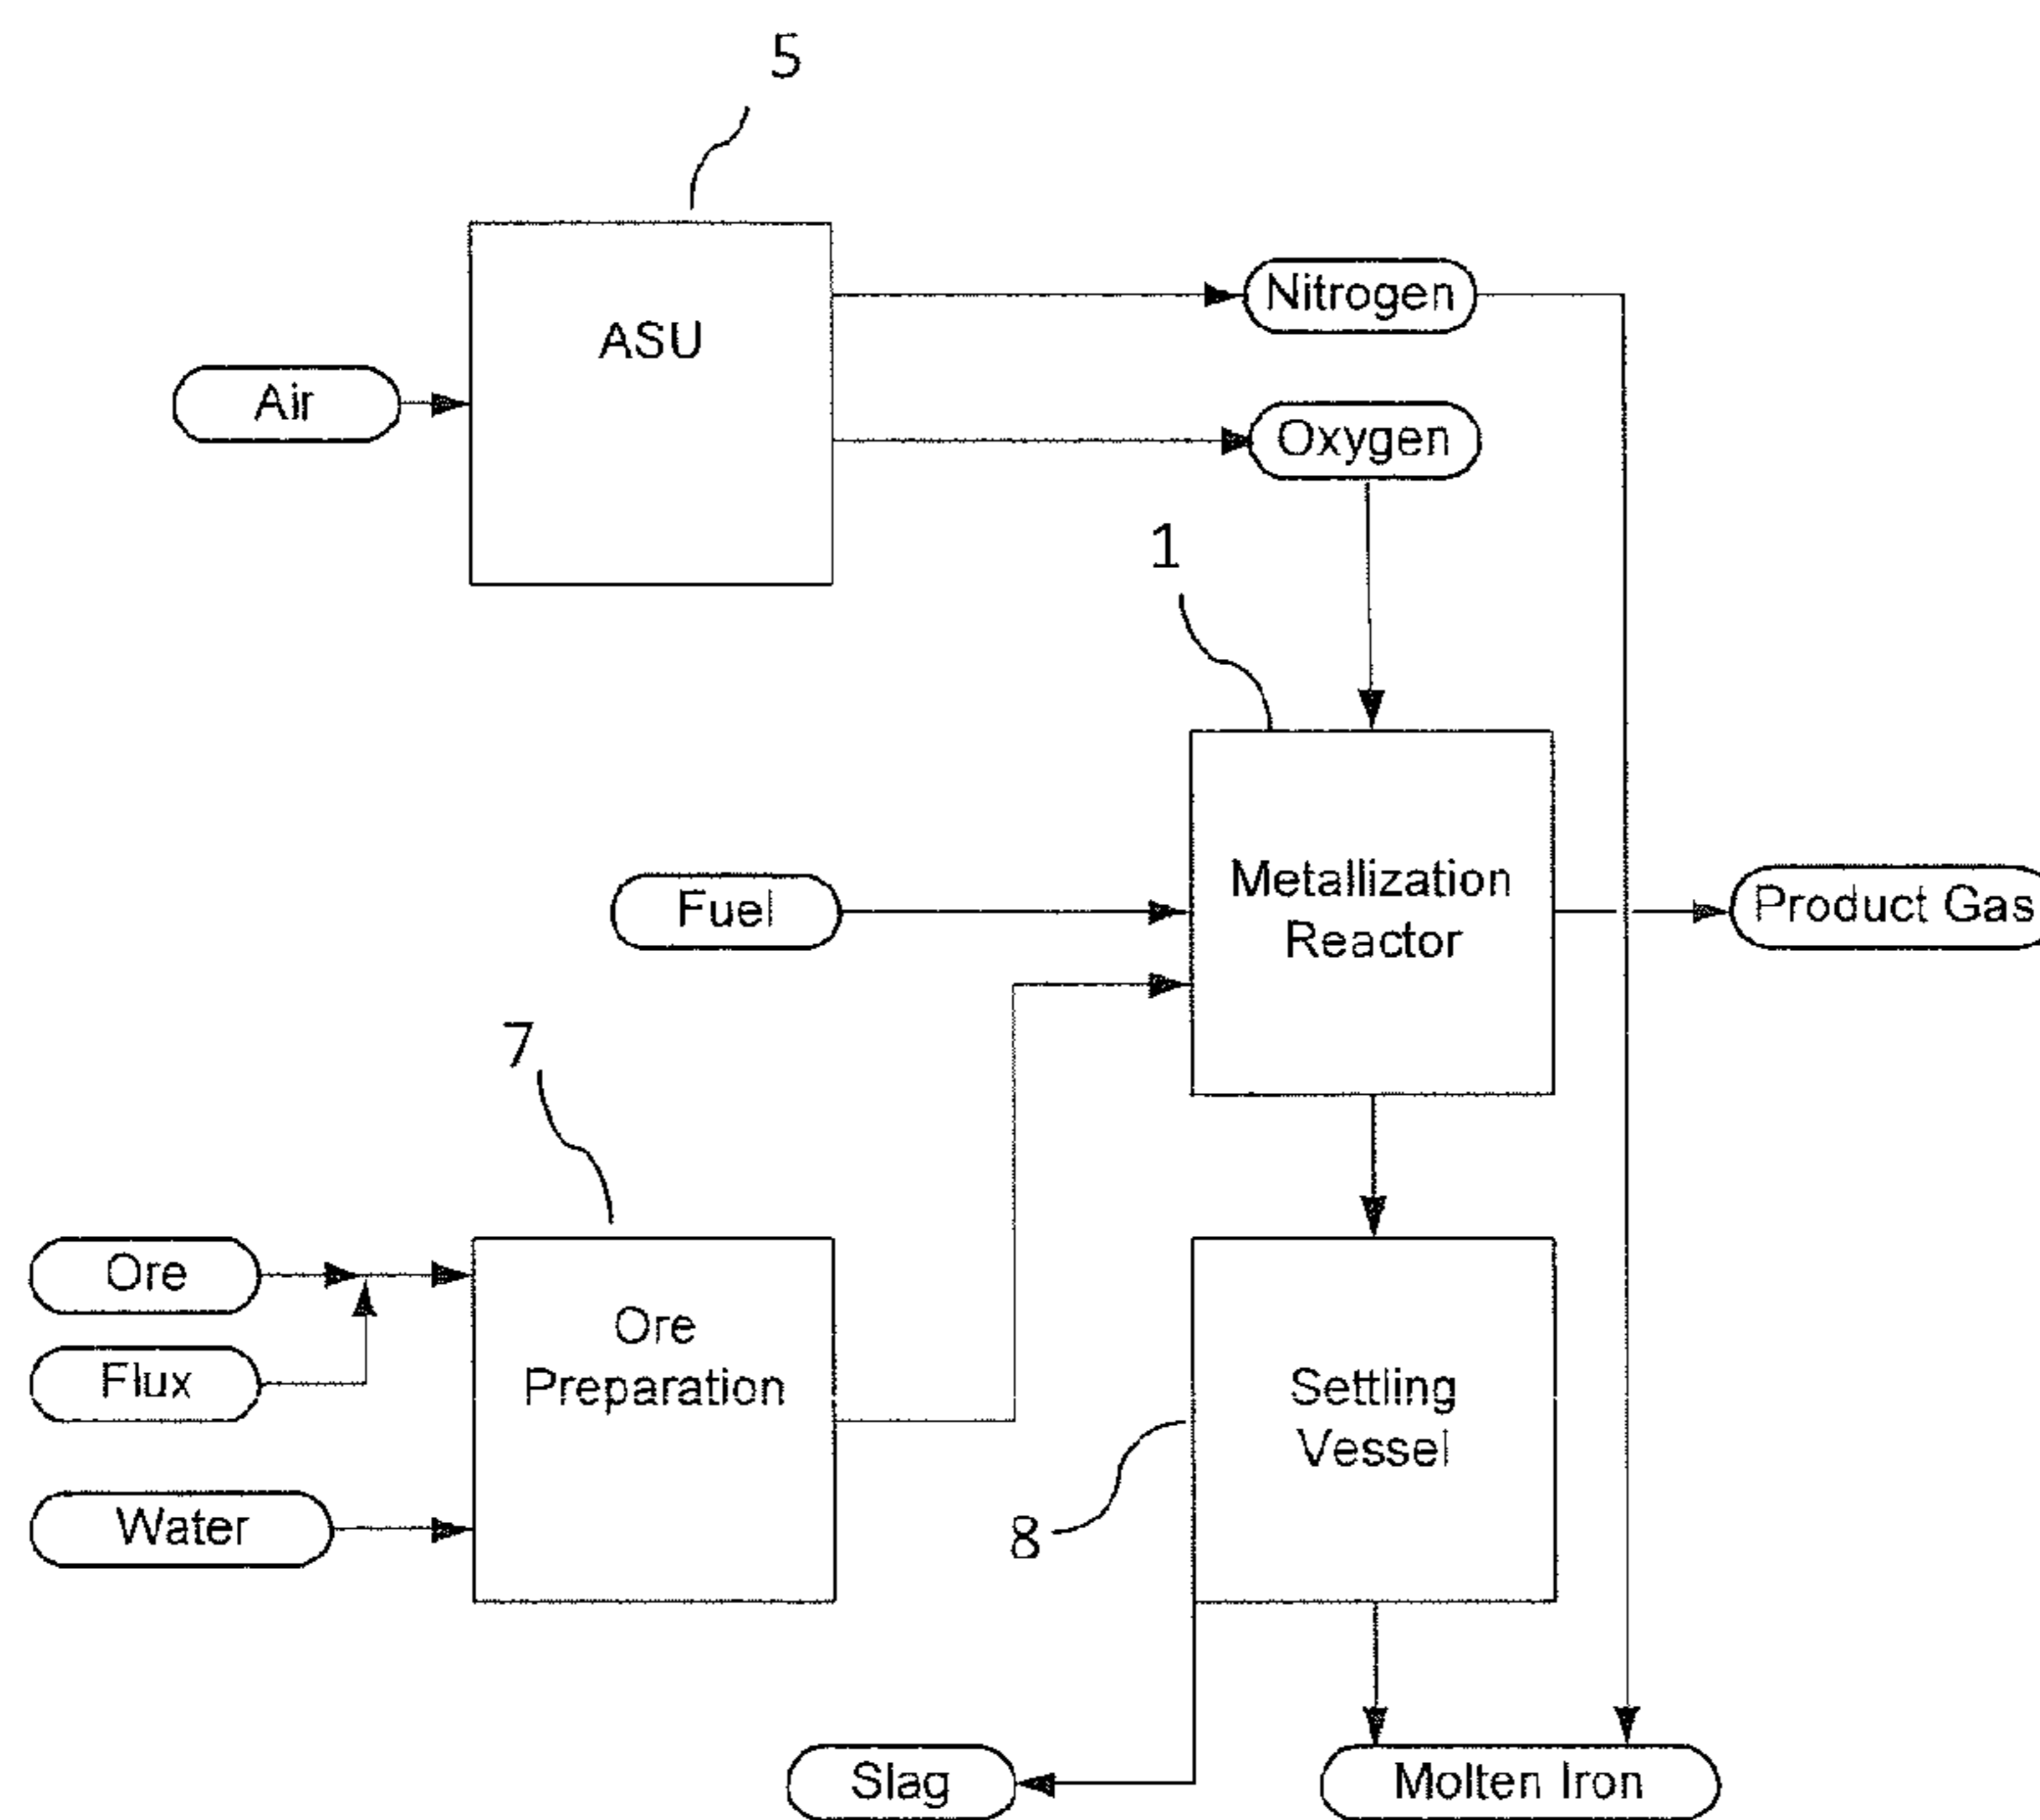 5
Nitrogen
ASU
Air
Oxygen
1
Metallization
Reactor
Fuel
Product Gas
7
Ore
Ore
Preparation
Flux
Settling
Vessel
Water
8
Slag
Molten Iron